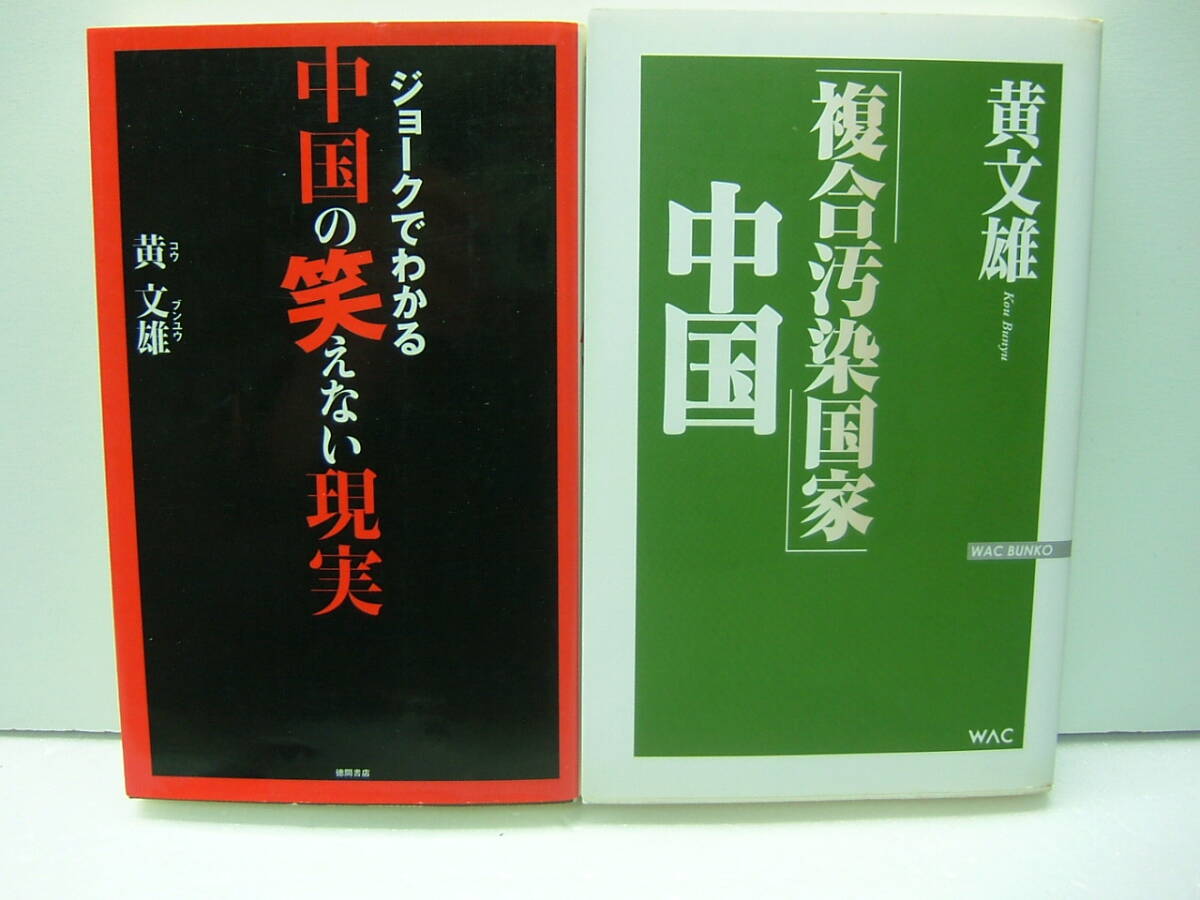 ジョークでわかる
中国の笑えない現実
黄 文雄
コウ ブンユウ
徳間書店
黄文雄
Kou Bunyu
「複合汚染国家」
中国
WAC BUNKO
WAC